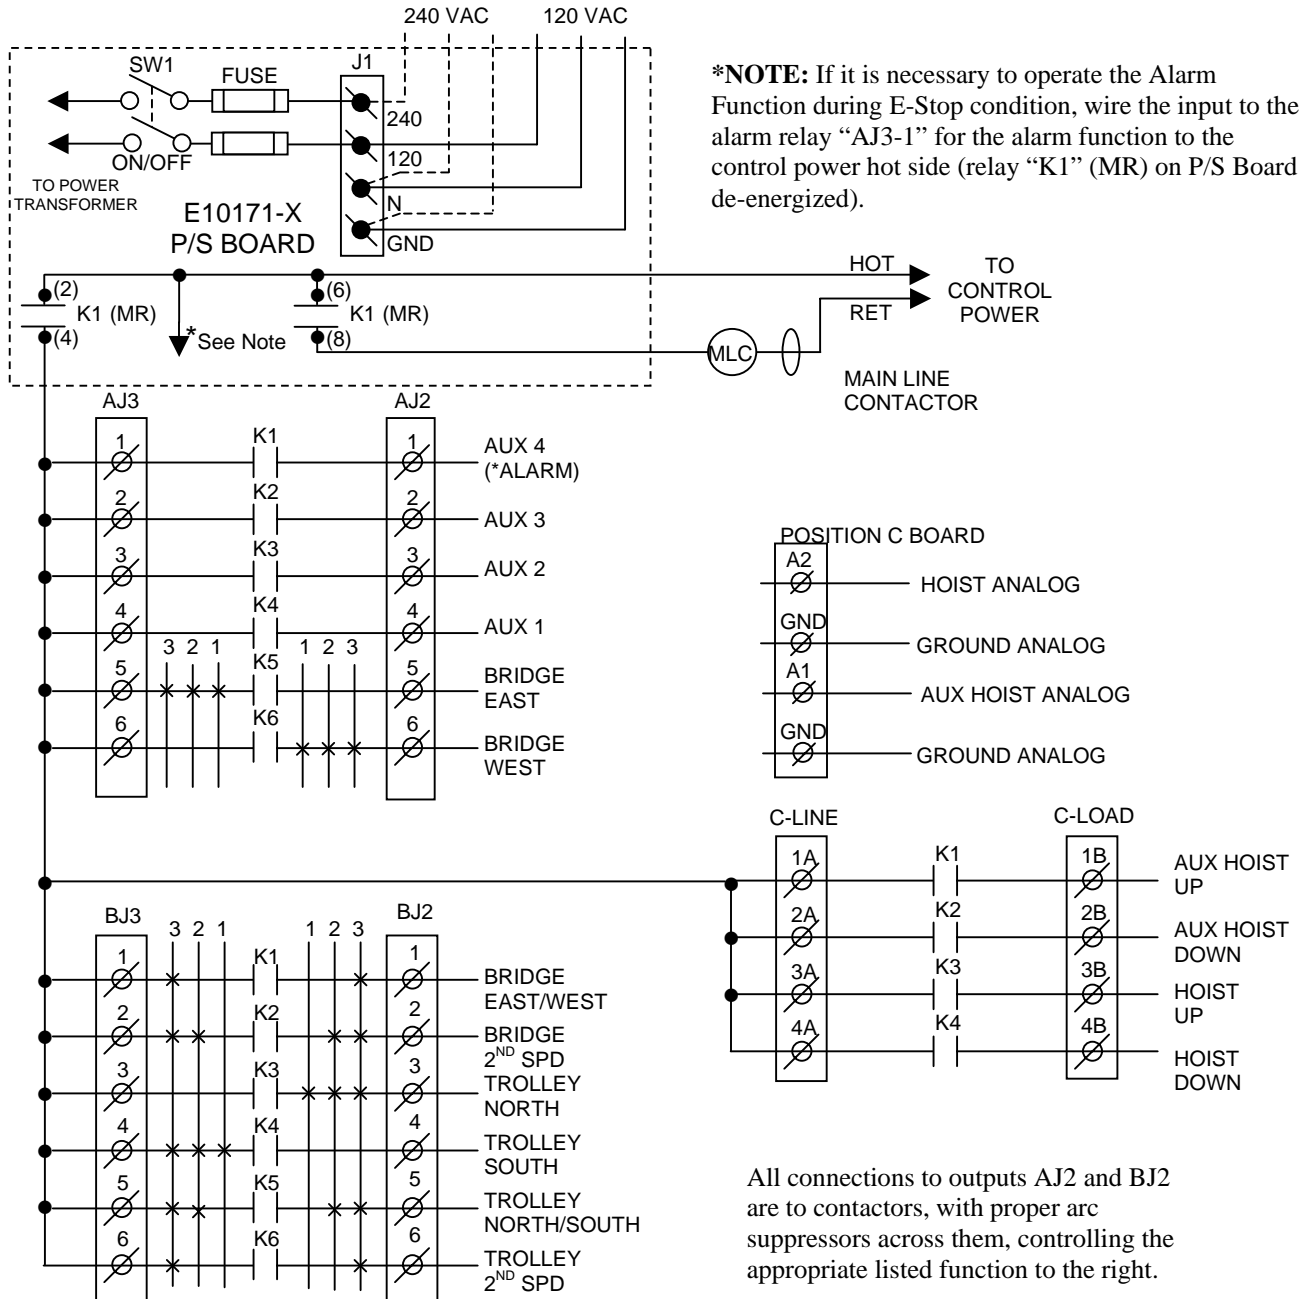 240 VAC 120 VAC
SW1 FUSE J1
240
120
ON/OFF
TO POWER
TRANSFORMER
N
GND
E10171-X
P/S BOARD
*NOTE: If it is necessary to operate the Alarm
Function during E-Stop condition, wire the input to the
alarm relay “AJ3-1” for the alarm function to the
control power hot side (relay “K1” (MR) on P/S Board
de-energized).
(2) (6) HOT TO
K1 (MR) K1 (MR) CONTROL
(4) *See Note (8) RET POWER
MLC
MAIN LINE
CONTACTOR
AJ3 AJ2
1 K1 1 AUX 4
(*ALARM)
2 K2 2 AUX 3
3 K3 3 AUX 2
4 K4 4 AUX 1
3 2 1 1 2 3
5 K5 5 BRIDGE
EAST
6 K6 6 BRIDGE
WEST
POSITION C BOARD
A2 HOIST ANALOG
GND GROUND ANALOG
A1 AUX HOIST ANALOG
GND GROUND ANALOG
C-LINE C-LOAD
1A K1 1B AUX HOIST
UP
2A K2 2B AUX HOIST
DOWN
3A K3 3B HOIST
UP
4A K4 4B HOIST
DOWN
BJ3 BJ2
3 2 1 1 2 3
1 K1 1 BRIDGE
EAST/WEST
2 K2 2 BRIDGE
2ND SPD
3 K3 3 TROLLEY
NORTH
4 K4 4 TROLLEY
SOUTH
5 K5 5 TROLLEY
NORTH/SOUTH
6 K6 6 TROLLEY
2ND SPD
All connections to outputs AJ2 and BJ2
are to contactors, with proper arc
suppressors across them, controlling the
appropriate listed function to the right.